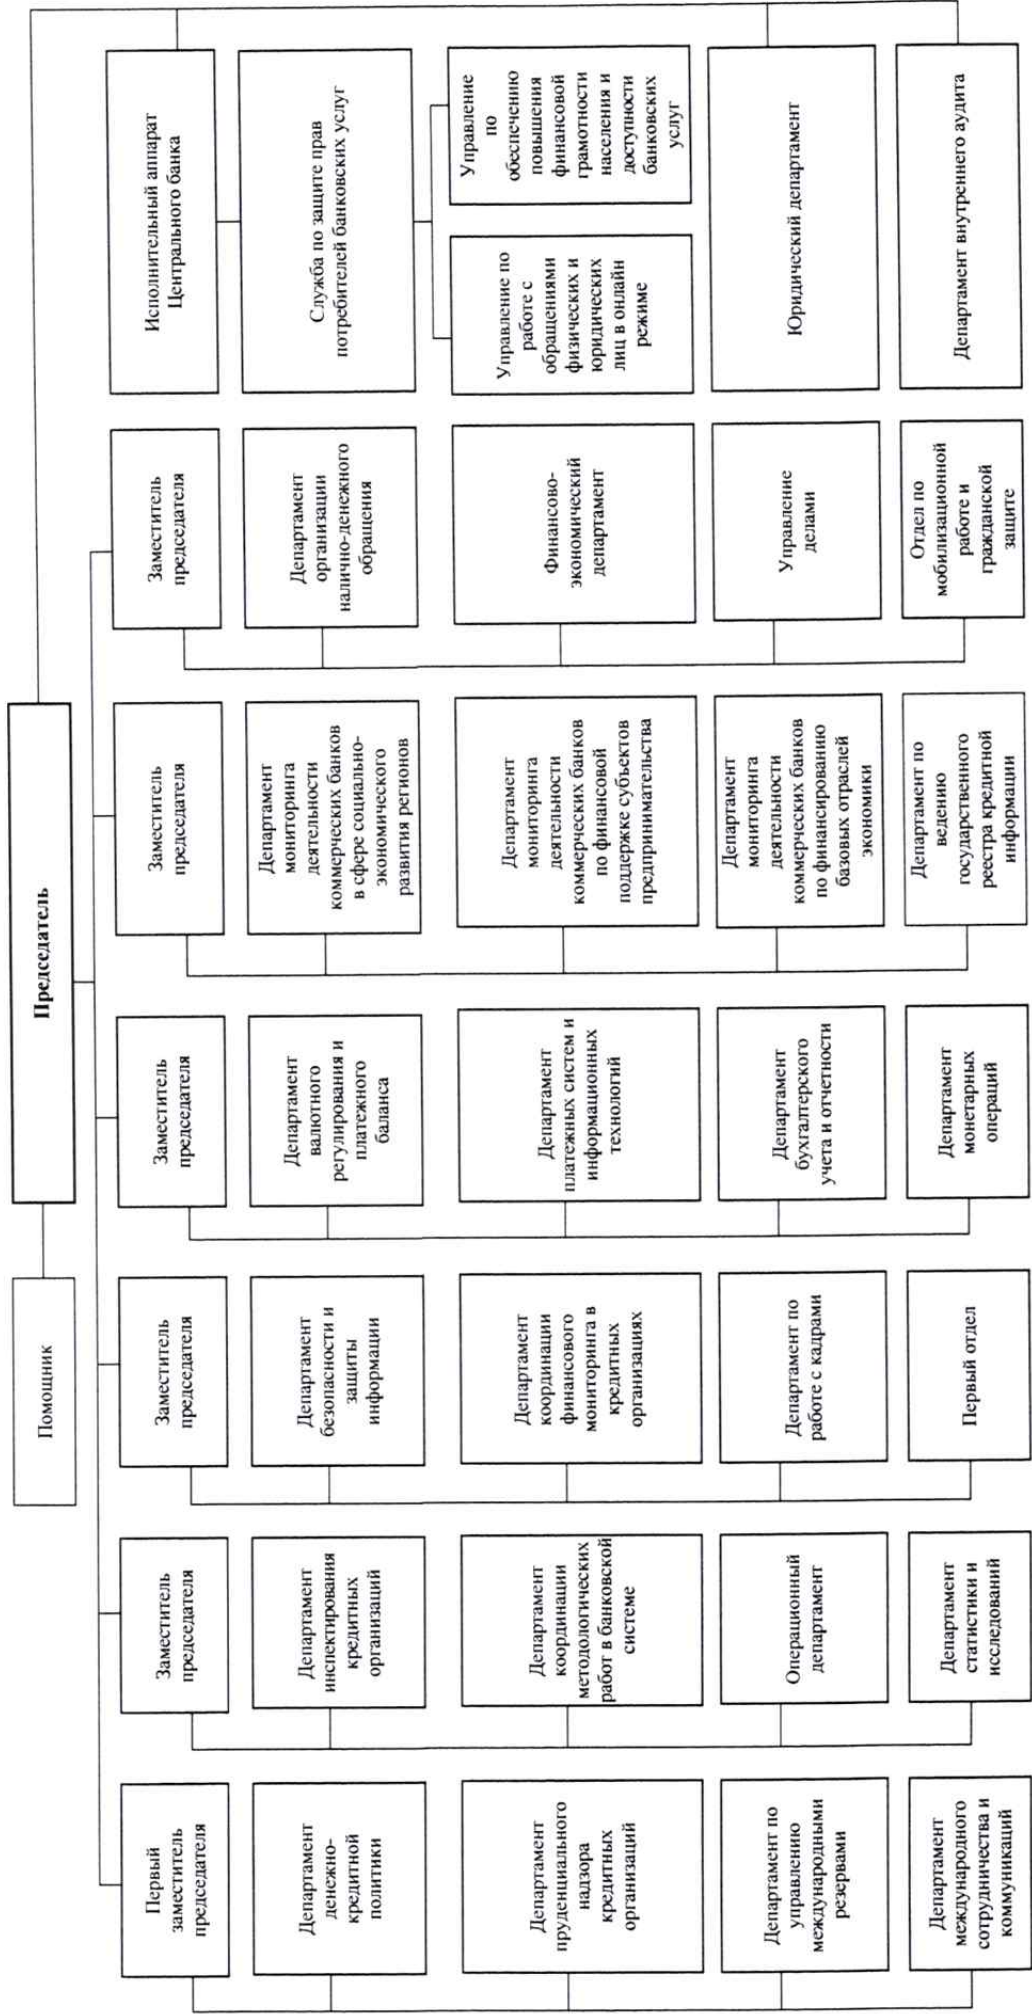 Председатель
Помощник
Первый
заместитель
председателя
Департамент
денежно-
кредитной
политики
Департамент
пруденциального
надзора
кредитных
организаций
Департамент по
управлению
международными
резервами
Департамент
международного
сотрудничества и
коммуникаций
Заместитель
председателя
Департамент
инспектирования
кредитных
организаций
Департамент
координации
методологических
работ в банковской
системе
Операционный
департамент
Департамент
статистики и
исследований
Заместитель
председателя
Департамент
безопасности и
защиты
информации
Департамент
координации
финансового
мониторинга в
кредитных
организациях
Департамент по
работе с кадрами
Первый отдел
Заместитель
председателя
Департамент
валютного
регулирования и
платежного
баланса
Департамент
платежных систем и
информационных
технологий
Департамент
бухгалтерского
учета и отчетности
Департамент
монетарных
операций
Заместитель
председателя
Департамент
мониторинга
деятельности
коммерческих банков
в сфере социально-
экономического
развития регионов
Департамент
мониторинга
деятельности
коммерческих банков
по финансовой
поддержке субъектов
предпринимательства
Департамент
мониторинга
деятельности
коммерческих банков
по финансированию
базовых отраслей
экономики
Департамент по
ведению
государственного
реестра кредитной
информации
Заместитель
председателя
Департамент
организации
налично-денежного
обращения
Финансово-
экономический
департамент
Управление
делами
Отдел по
мобилизационной
работе и
гражданской
защите
Исполнительный аппарат
Центрального банка
Служба по защите прав
потребителей банковских услуг
Управление по
работе с
обращениями
физических и
юридических
лиц в онлайн
режиме
Управление
по
обеспечению
повышения
финансовой
грамотности
населения и
доступности
банковских
услуг
Юридический департамент
Департамент внутреннего аудита